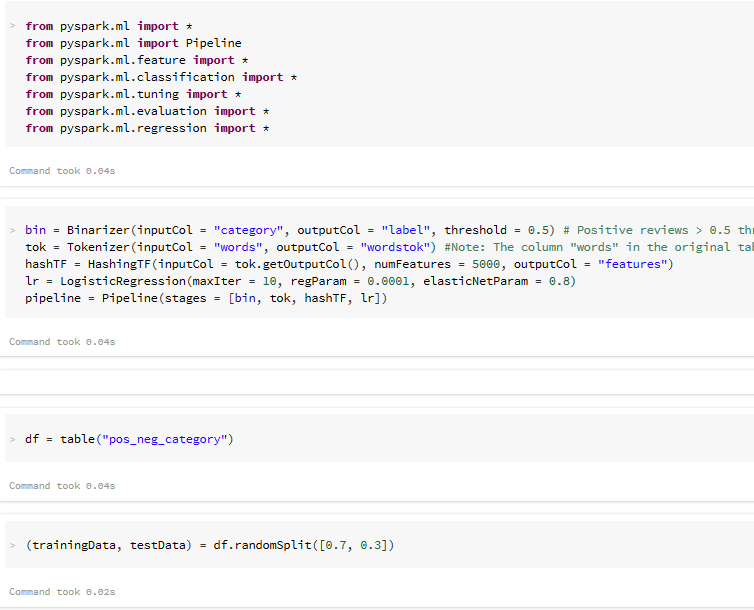 > from pyspark.ml import *
from pyspark.ml import Pipeline
from pyspark.ml.feature import *
from pyspark.ml.classification import *
from pyspark.ml.tuning import *
from pyspark.ml.evaluation import *
from pyspark.ml.regression import *
Command took 0.04s
> bin = Binarizer(inputCol = "category", outputCol = "label", threshold = 0.5) # Positive reviews > 0.5 thr
tok = Tokenizer(inputCol = "words", outputCol = "wordstok") #Note: The column "words" in the original tab
hashTF = HashingTF(inputCol = tok.getOutputCol(), numFeatures = 5000, outputCol = "features")
lr = LogisticRegression(maxIter = 10, regParam = 0.0001, elasticNetParam = 0.8)
pipeline = Pipeline(stages = [bin, tok, hashTF, lr])
Command took 0.04s
> df = table("pos_neg_category")
Command took 0.04s
> (trainingData, testData) = df.randomSplit([0.7, 0.3])
Command took 0.02s